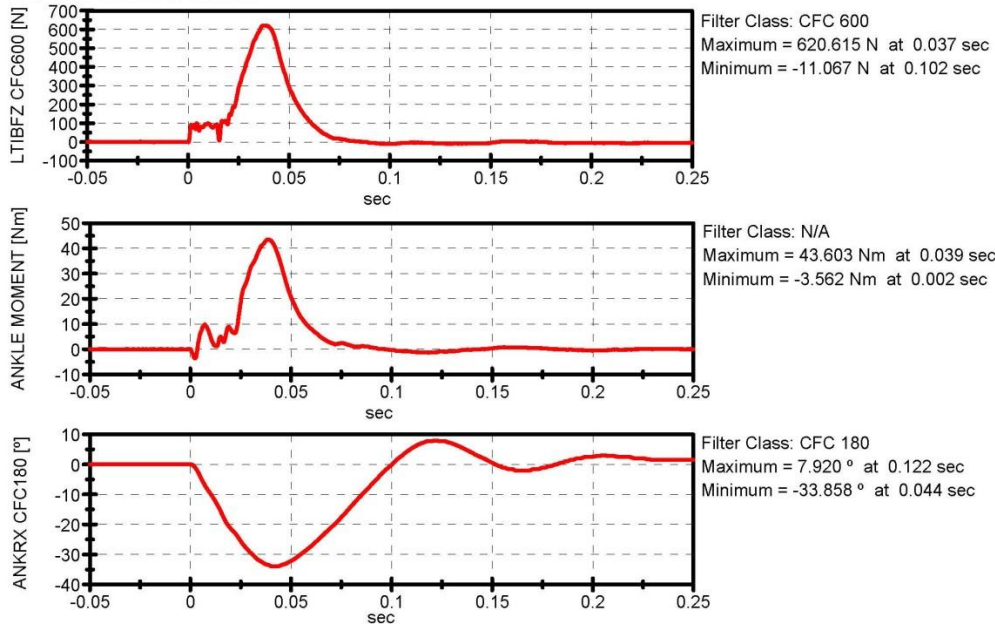 LTIBFZ CFC600 [N]
700
600
500
400
300
200
100
0
-100
-0.05 0 0.05 0.1 0.15 0.2 0.25
sec
Filter Class: CFC 600
Maximum = 620.615 N at 0.037 sec
Minimum = -11.067 N at 0.102 sec
ANKLE MOMENT [Nm]
50
40
30
20
10
0
-10
-0.05 0 0.05 0.1 0.15 0.2 0.25
sec
Filter Class: N/A
Maximum = 43.603 Nm at 0.039 sec
Minimum = -3.562 Nm at 0.002 sec
ANKRX CFC180 [º]
10
0
-10
-20
-30
-40
-0.05 0 0.05 0.1 0.15 0.2 0.25
sec
Filter Class: CFC 180
Maximum = 7.920 º at 0.122 sec
Minimum = -33.858 º at 0.044 sec